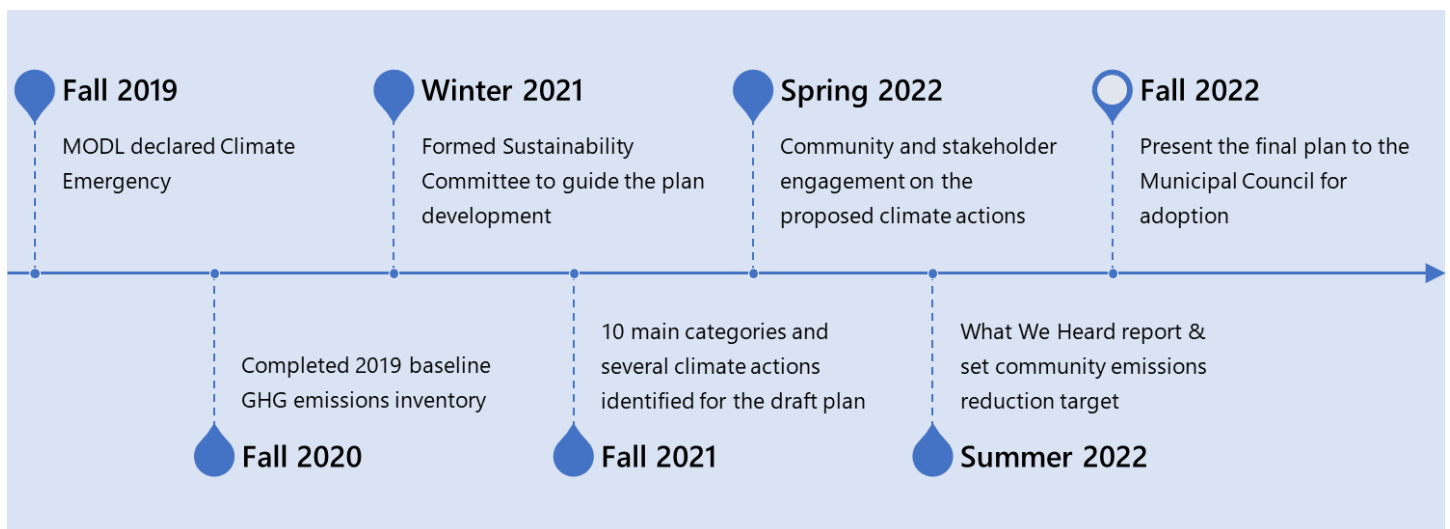 Fall 2019
MODL declared Climate
Emergency
Completed 2019 baseline
GHG emissions inventory
Fall 2020
Winter 2021
Formed Sustainability
Committee to guide the plan
development
10 main categories and
several climate actions
identified for the draft plan
Fall 2021
Spring 2022
Community and stakeholder
engagement on the
proposed climate actions
What We Heard report &
set community emissions
reduction target
Summer 2022
Fall 2022
Present the final plan to the
Municipal Council for
adoption